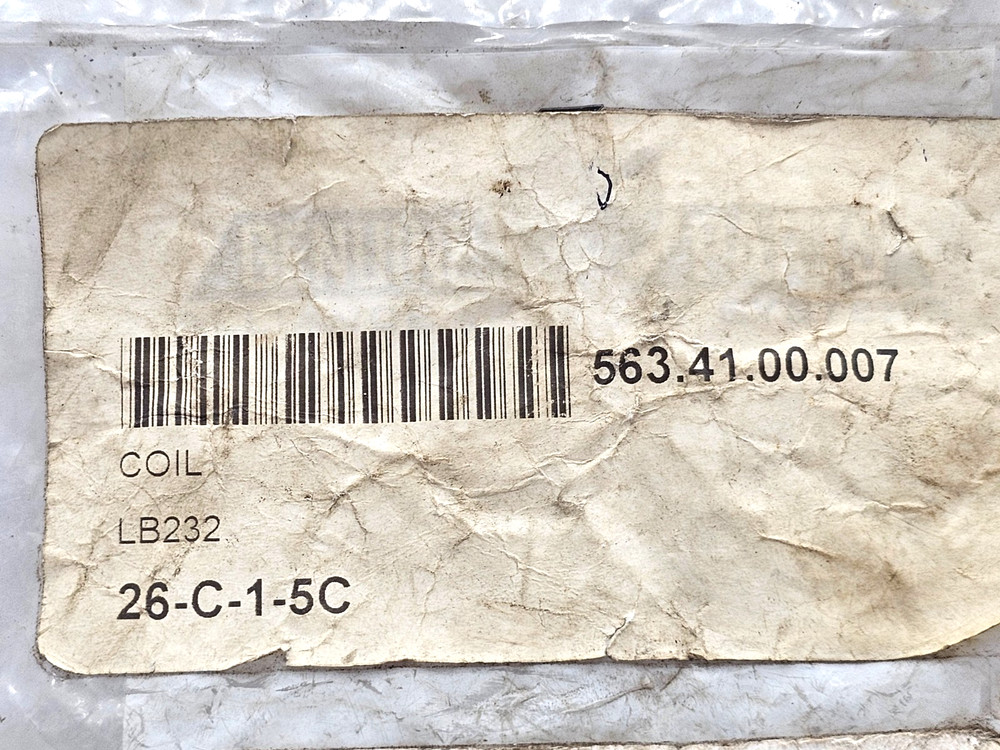 563.41.00.007
COIL
LB232
26-C-1-5C